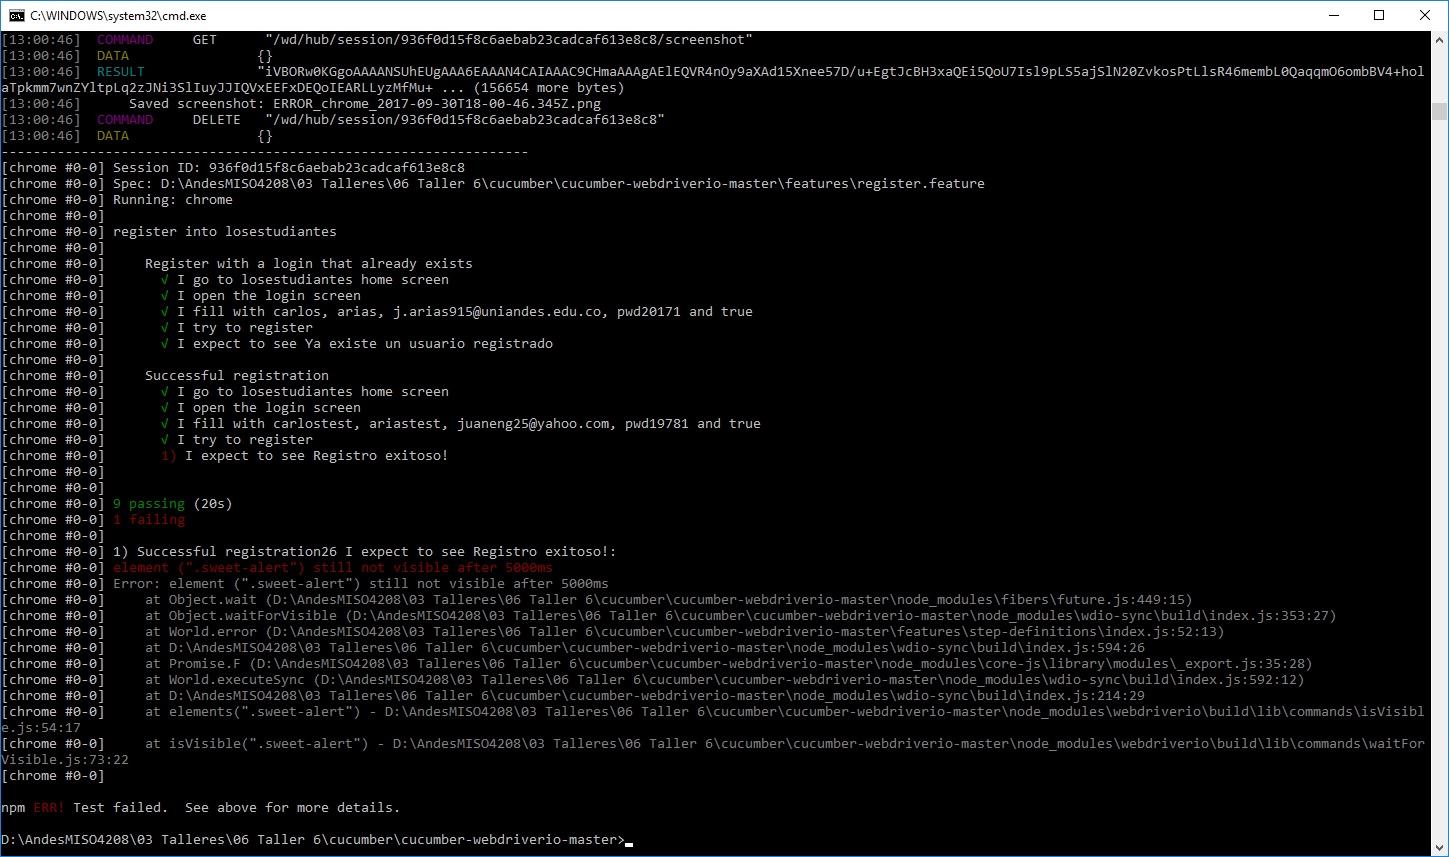 C:\WINDOWS\system32\cmd.exe
[13:00:46]  COMMAND     GET      "/wd/hub/session/936f0d15f8c6aebab23cadcaf613e8c8/screenshot"
[13:00:46]  DATA                {}
[13:00:46]  RESULT              "iVBORw0KGgoAAAANSUhEUgAAA6EAAAN4CAIAAAC9CHmaAAAgAElEQVR4nOy9aXAd15Xnee57D/u+EgtJcBH3xaQEi5QoU7Isl9pLS5ajSlN20ZvkosPtLlsR46membL0QaqqmO6ombBV4+hol
aTpkmm7wnZYltpLq2zJNi3SlIuyJJIQVxEEFxDEQoIEARLLyzMfMu+ ... (156654 more bytes)
[13:00:46]      Saved screenshot: ERROR_chrome_2017-09-30T18-00-46.345Z.png
[13:00:46]  COMMAND     DELETE   "/wd/hub/session/936f0d15f8c6aebab23cadcaf613e8c8"
[13:00:46]  DATA                {}
------------------------------------------------------------------
[chrome #0-0] Session ID: 936f0d15f8c6aebab23cadcaf613e8c8
[chrome #0-0] Spec: D:\AndesMISO4208\03 Talleres\06 Taller 6\cucumber\cucumber-webdriverio-master\features\register.feature
[chrome #0-0] Running: chrome
[chrome #0-0]
[chrome #0-0] register into losestudiantes
[chrome #0-0]
[chrome #0-0]     Register with a login that already exists
[chrome #0-0]       √ I go to losestudiantes home screen
[chrome #0-0]       √ I open the login screen
[chrome #0-0]       √ I fill with carlos, arias, j.arias915@uniandes.edu.co, pwd20171 and true
[chrome #0-0]       √ I try to register
[chrome #0-0]       √ I expect to see Ya existe un usuario registrado
[chrome #0-0]
[chrome #0-0]     Successful registration
[chrome #0-0]       √ I go to losestudiantes home screen
[chrome #0-0]       √ I open the login screen
[chrome #0-0]       √ I fill with carlostest, ariastest, juaneng25@yahoo.com, pwd19781 and true
[chrome #0-0]       √ I try to register
[chrome #0-0]       1) I expect to see Registro exitoso!
[chrome #0-0]
[chrome #0-0]
[chrome #0-0] 9 passing (20s)
[chrome #0-0] 1 failing
[chrome #0-0]
[chrome #0-0] 1) Successful registration26 I expect to see Registro exitoso!:
[chrome #0-0] element (".sweet-alert") still not visible after 5000ms
[chrome #0-0] Error: element (".sweet-alert") still not visible after 5000ms
[chrome #0-0]     at Object.wait (D:\AndesMISO4208\03 Talleres\06 Taller 6\cucumber\cucumber-webdriverio-master\node_modules\fibers\future.js:449:15)
[chrome #0-0]     at Object.waitForVisible (D:\AndesMISO4208\03 Talleres\06 Taller 6\cucumber\cucumber-webdriverio-master\node_modules\wdio-sync\build\index.js:353:27)
[chrome #0-0]     at World.error (D:\AndesMISO4208\03 Talleres\06 Taller 6\cucumber\cucumber-webdriverio-master\features\step-definitions\index.js:52:13)
[chrome #0-0]     at D:\AndesMISO4208\03 Talleres\06 Taller 6\cucumber\cucumber-webdriverio-master\node_modules\wdio-sync\build\index.js:594:26
[chrome #0-0]     at Promise.F (D:\AndesMISO4208\03 Talleres\06 Taller 6\cucumber\cucumber-webdriverio-master\node_modules\core-js\library\modules\_export.js:35:28)
[chrome #0-0]     at World.executeSync (D:\AndesMISO4208\03 Talleres\06 Taller 6\cucumber\cucumber-webdriverio-master\node_modules\wdio-sync\build\index.js:592:12)
[chrome #0-0]     at D:\AndesMISO4208\03 Talleres\06 Taller 6\cucumber\cucumber-webdriverio-master\node_modules\wdio-sync\build\index.js:214:29
[chrome #0-0]     at elements(".sweet-alert") - D:\AndesMISO4208\03 Talleres\06 Taller 6\cucumber\cucumber-webdriverio-master\node_modules\webdriverio\build\lib\commands\isVisibl
e.js:54:17
[chrome #0-0]     at isVisible(".sweet-alert") - D:\AndesMISO4208\03 Talleres\06 Taller 6\cucumber\cucumber-webdriverio-master\node_modules\webdriverio\build\lib\commands\waitFor
Visible.js:73:22
[chrome #0-0]
npm ERR! Test failed.  See above for more details.
D:\AndesMISO4208\03 Talleres\06 Taller 6\cucumber\cucumber-webdriverio-master>